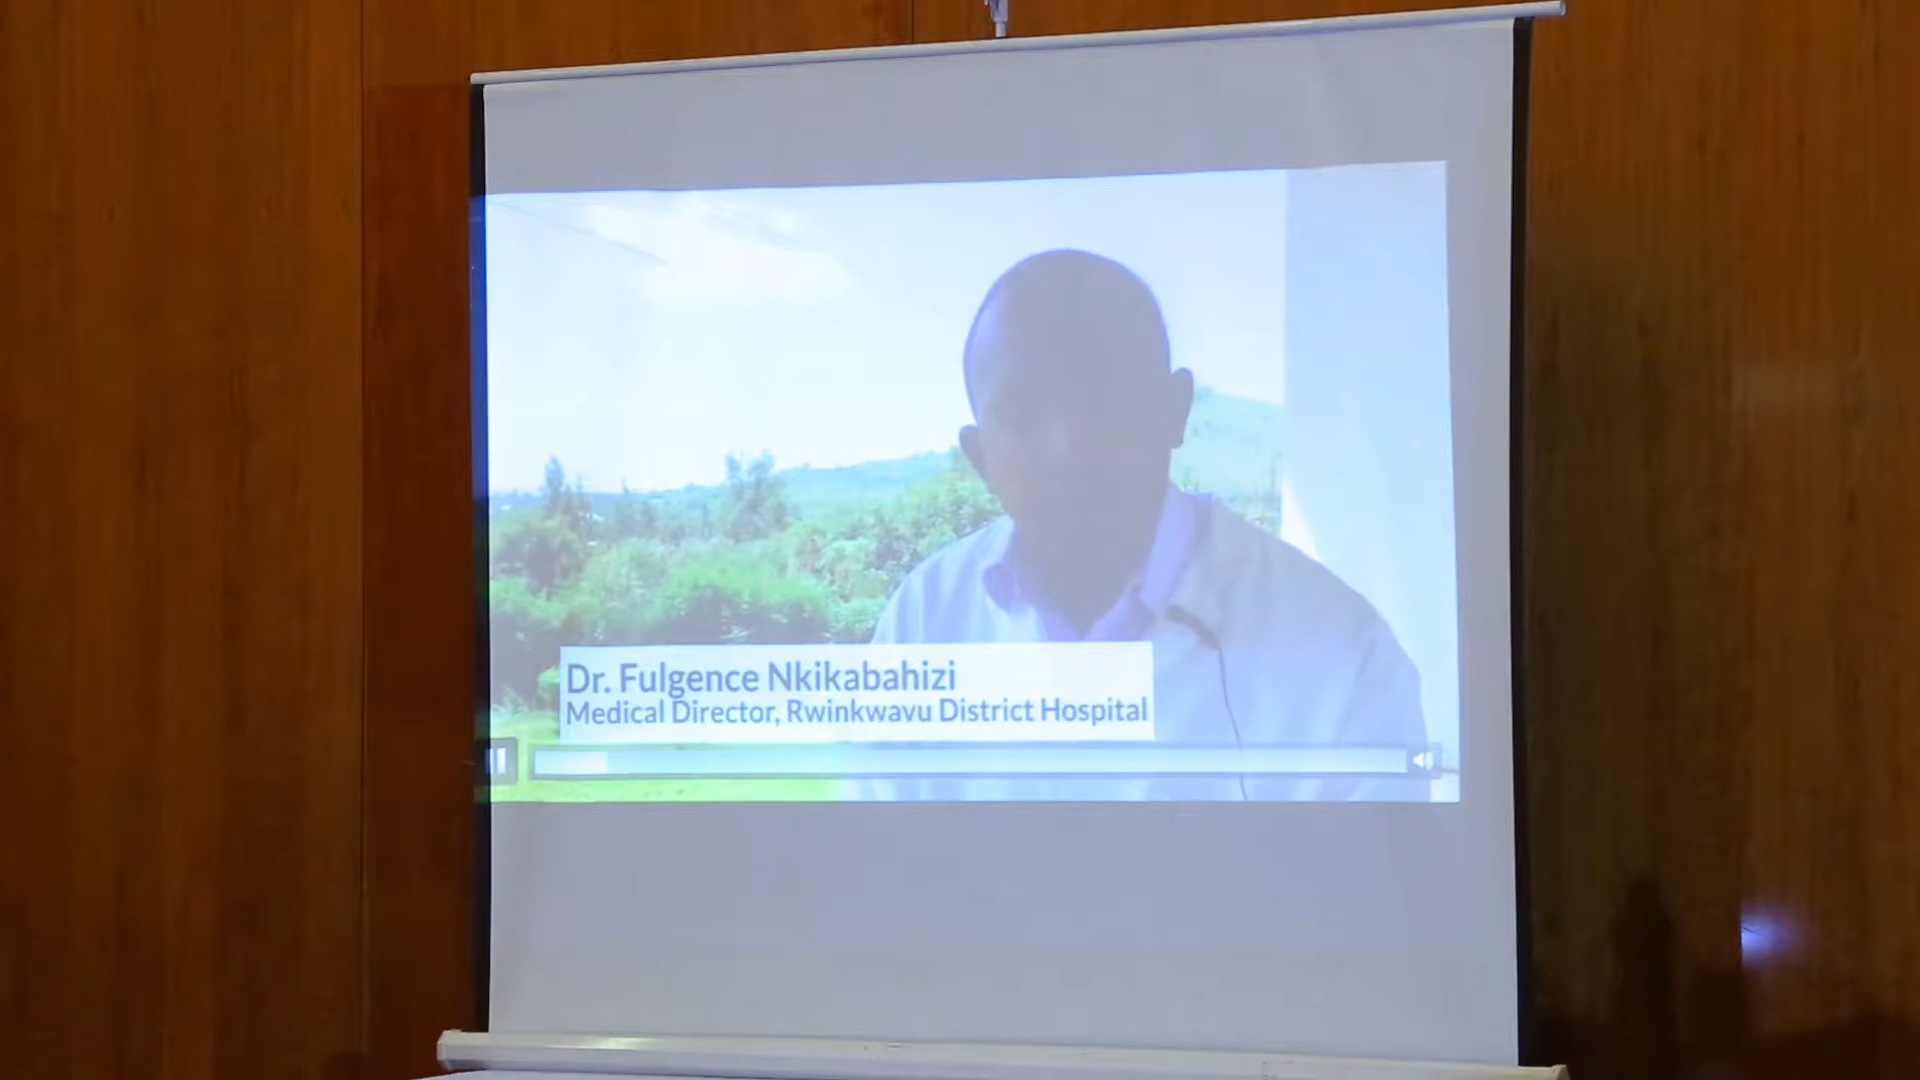 Dr. Fulgence Nkikabahizi
Medical Director, Rwinkwavu District Hospital